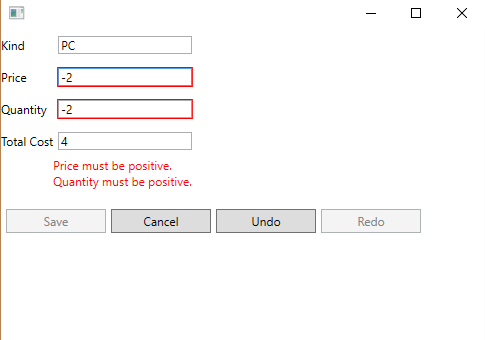 Kind PC
Price -2
Quantity -2
Total Cost 4
Price must be positive.
Quantity must be positive.
Save Cancel Undo Redo